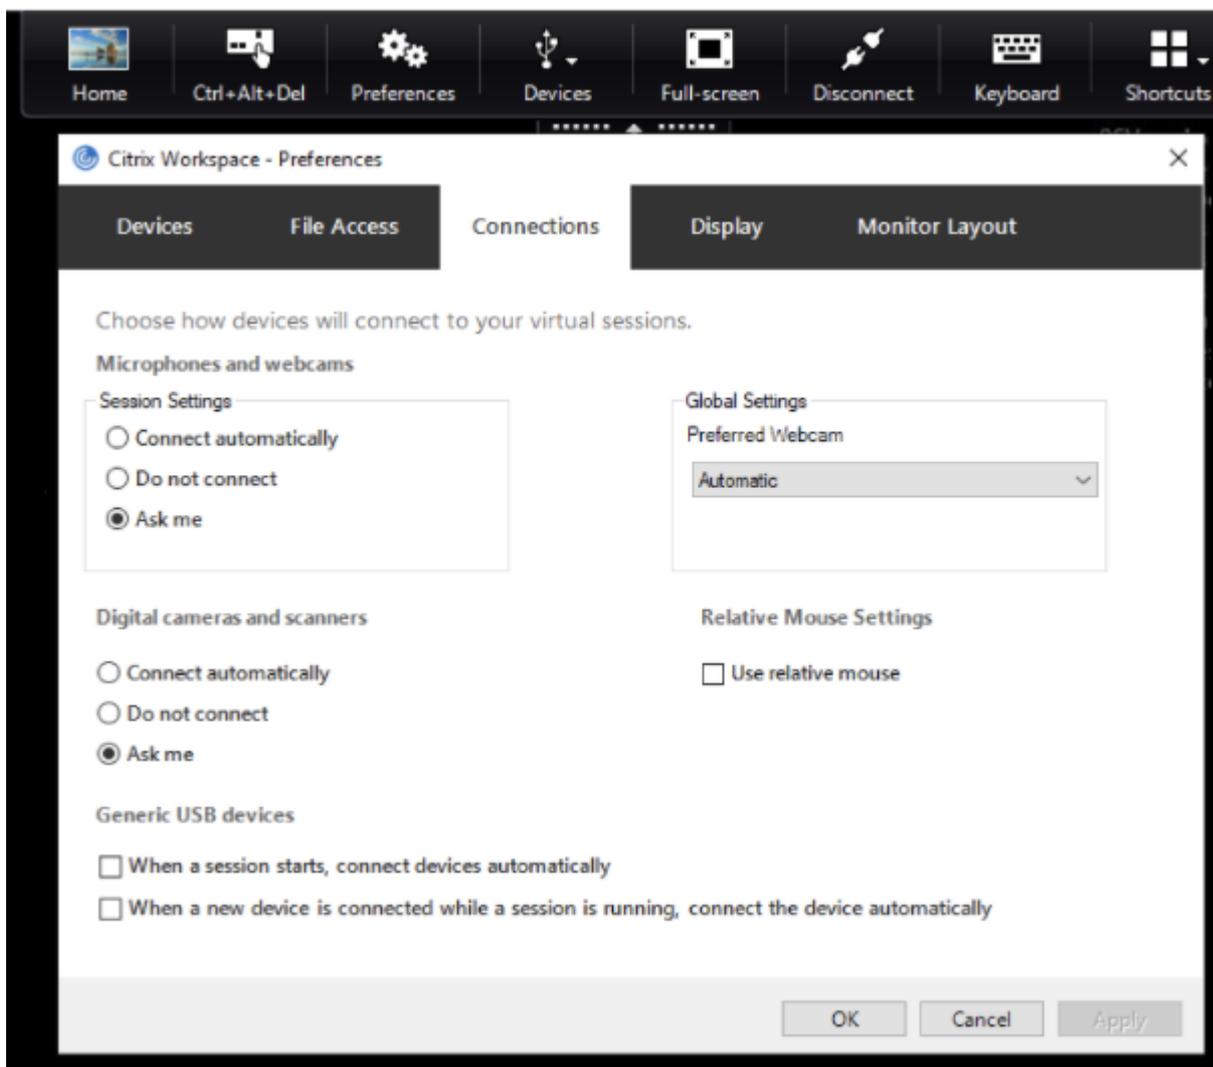 Home Ctrl+Alt+Del Preferences Devices Full-screen Disconnect Keyboard Shortcuts
Citrix Workspace - Preferences
Devices File Access Connections Display Monitor Layout
Choose how devices will connect to your virtual sessions.
Microphones and webcams
Session Settings
Connect automatically
Do not connect
Ask me
Global Settings
Preferred Webcam
Automatic
Digital cameras and scanners
Connect automatically
Do not connect
Ask me
Relative Mouse Settings
Use relative mouse
Generic USB devices
When a session starts, connect devices automatically
When a new device is connected while a session is running, connect the device automatically
OK Cancel Apply